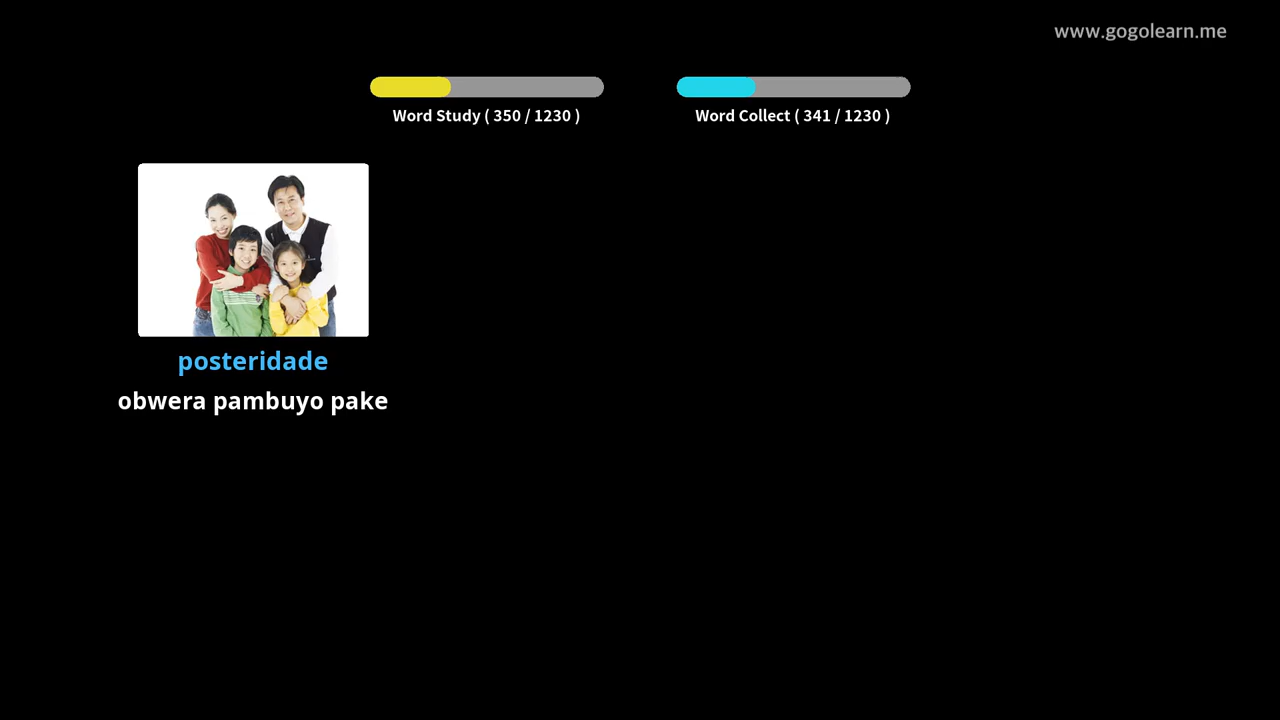 www.gogolearn.me
Word Study ( 350 / 1230 )
Word Collect ( 341 / 1230 )
posteridade
obwera pambuyo pake